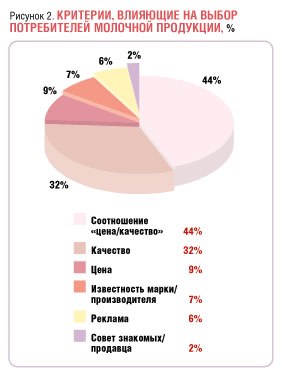 Рисунок 2. КРИТЕРИИ, ВЛИЯЮЩИЕ НА ВЫБОР
ПОТРЕБИТЕЛЕЙ МОЛОЧНОЙ ПРОДУКЦИИ, %
2%
6%
7%
9%
44%
32%
Соотношение
«цена/качество» 44%
Качество 32%
Цена 9%
Известность марки/
производителя 7%
Реклама 6%
Совет знакомых/
продавца 2%